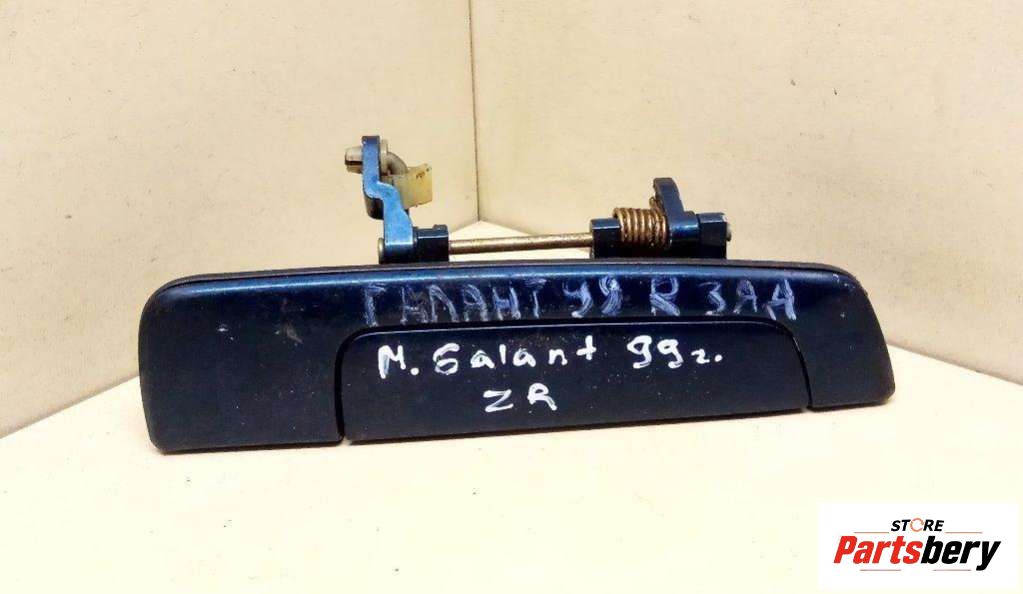 ГАЛАНТ 99 R ЗАД
M. Galant 99г.
ZR
STORE
Partsbery